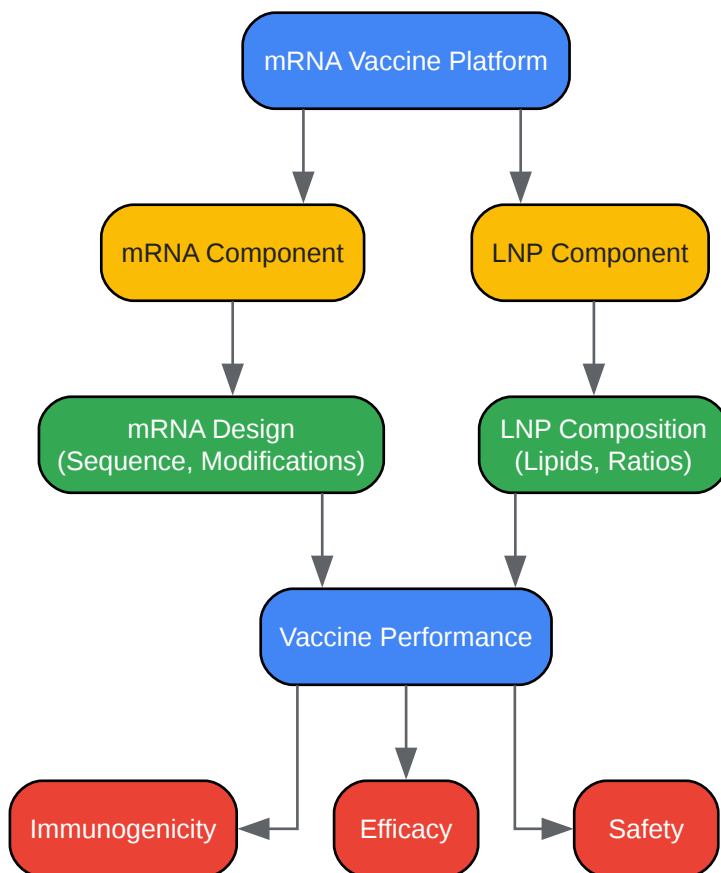 mRNA Vaccine Platform
mRNA Component
LNP Component
mRNA Design
(Sequence, Modifications)
LNP Composition
(Lipids, Ratios)
Vaccine Performance
Immunogenicity
Efficacy
Safety